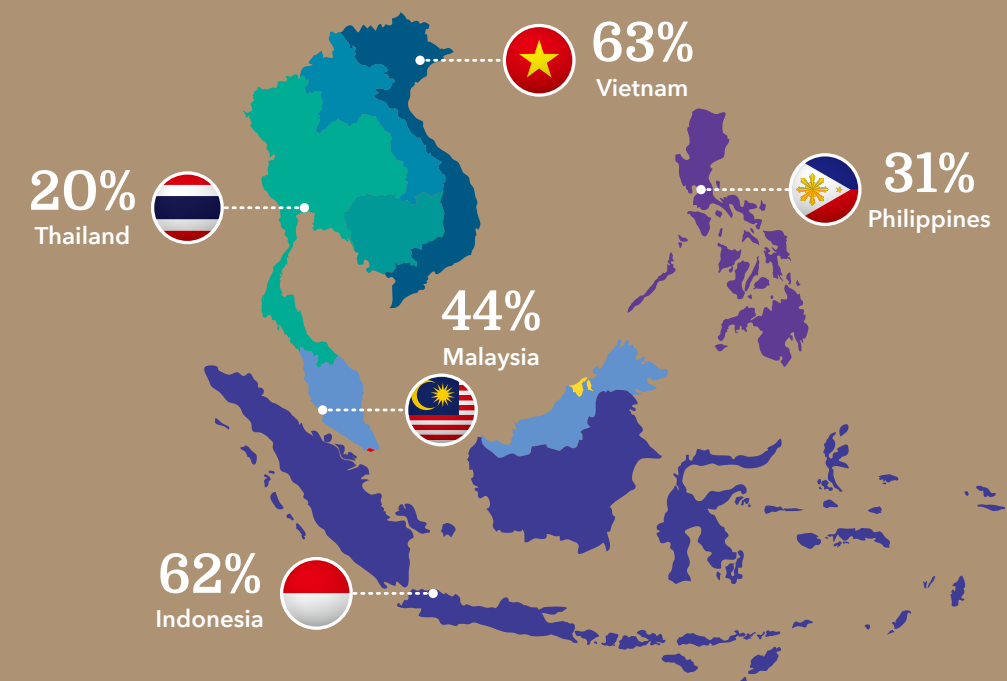 63%
Vietnam
31%
Philippines
20%
Thailand
44%
Malaysia
62%
Indonesia